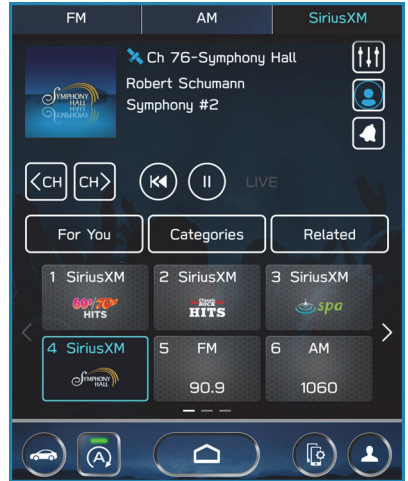 FM AM SiriusXM
Ch 76-Symphony Hall
Robert Schumann
Symphony #2
SYMPHONY
HALL
<CH CH> LIVE
For You Categories Related
1 SiriusXM 2 SiriusXM 3 SiriusXM
60s/70s Classic
ROCK
HITS HITS spa
4 SiriusXM 5 FM 6 AM
SYMPHONY
HALL
90.9 1060
A